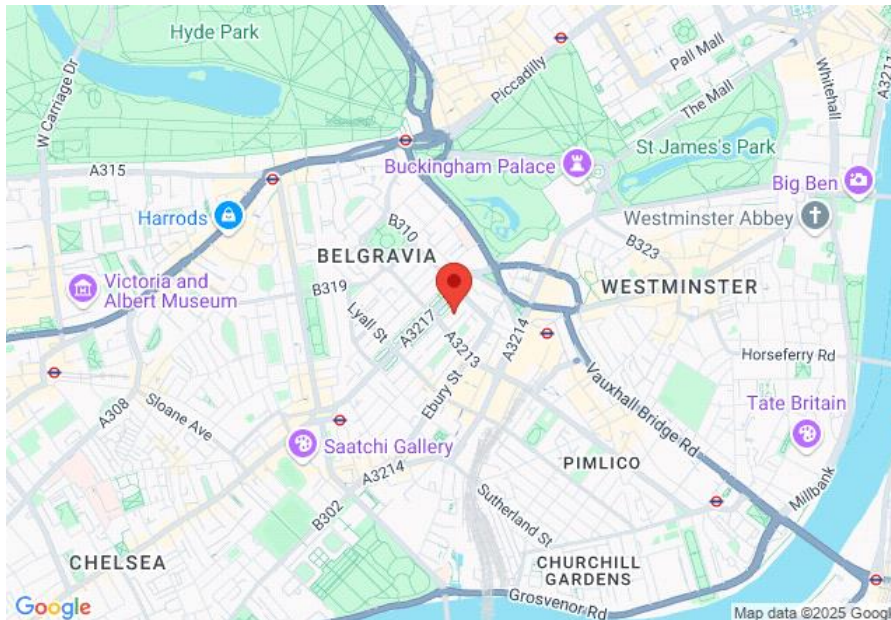 Hyde Park
Pall Mall
Piccadilly
The Mall
Whitehall
A3211
W Carriage Dr
A315
St James's Park
Buckingham Palace
Big Ben
Harrods
B310
Westminster Abbey
B323
BELGRAVIA
Victoria and
Albert Museum
B319
WESTMINSTER
Lyall St
A3217
A3213
A3214
Horseferry Rd
Ebury St
Vauxhall Bridge Rd
A308
Sloane Ave
Tate Britain
Saatchi Gallery
A3214
PIMLICO
Millbank
B302
Sutherland St
CHELSEA
CHURCHILL
GARDENS
Grosvenor Rd
Google
Map data ©2025 Googl